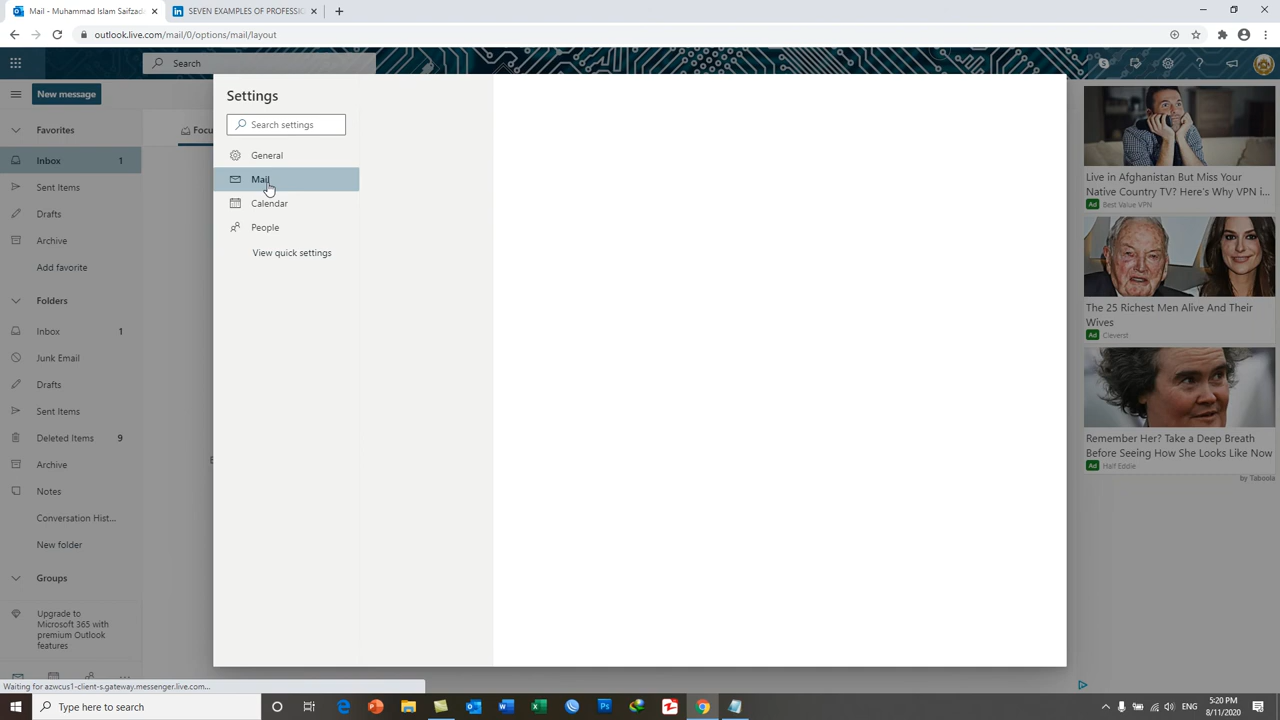 Mail - Muhammad Islam Saifzada
SEVEN EXAMPLES OF PROFESSI
outlook.live.com/mail/0/options/mail/layout
Search
New message
Favorites
Inbox 1
Sent Items
Drafts
Archive
Add favorite
Folders
Inbox 1
Junk Email
Drafts
Sent Items
Deleted Items 9
Archive
Notes
Conversation Hist...
New folder
Groups
Upgrade to
Microsoft 365 with
premium Outlook
features
Focu
Settings
Search settings
General
Mail
Calendar
People
View quick settings
Live in Afghanistan But Miss Your
Native Country TV? Here's Why VPN i...
Ad Best Value VPN
The 25 Richest Men Alive And Their
Wives
Ad Cleverst
Remember Her? Take a Deep Breath
Before Seeing How She Looks Like Now
Ad Half Eddie
by Taboola
Waiting for azwcus1-client-s.gateway.messenger.live.com...
Type here to search
ENG
5:20 PM
8/11/2020